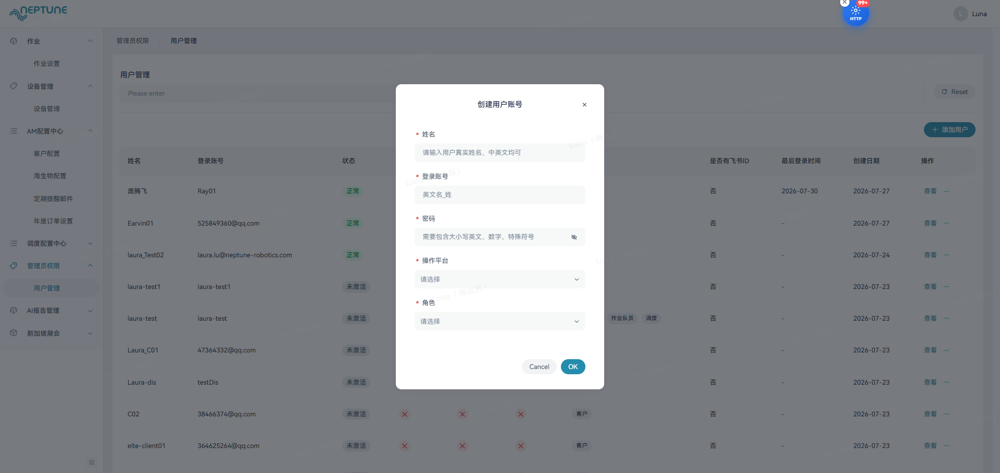 NEPTUNE
99+
HTTP
L
Luna
作业
作业设置
设备管理
设备管理
AM配置中心
客户配置
海生物配置
定期提醒邮件
年度订单设置
调度配置中心
管理员权限
用户管理
AI报告管理
新加坡展会
管理员权限 / 用户管理
用户管理
Please enter
Reset
添加用户
姓名 登录账号 状态 是否有飞书ID 最后登录时间 创建日期 操作
庞腾飞 Ray01 正常 否 2026-07-30 2026-07-27 查看 ···
Earvin01 525849360@qq.com 正常 否 - 2026-07-27 查看 ···
laura_Test02 laura.lu@neptune-robotics.com 正常 否 - 2026-07-24 查看 ···
laura-test1 laura-test1 未激活 否 - 2026-07-23 查看 ···
laura-test laura-test 未激活 作业队员 调度 否 - 2026-07-23 查看 ···
Laura_C01 47364332@qq.com 未激活 否 - 2026-07-23 查看 ···
Laura-dis testDis 未激活 否 - 2026-07-23 查看 ···
C02 38466374@qq.com 未激活 客户 否 - 2026-07-23 查看 ···
elte-client01 364625264@qq.com 未激活 客户 否 - 2026-07-23 查看 ···
创建用户账号
* 姓名
请输入用户真实姓名，中英文均可
* 登录账号
英文名_姓
* 密码
需要包含大小写英文、数字、特殊符号
* 操作平台
请选择
* 角色
请选择
Cancel
OK